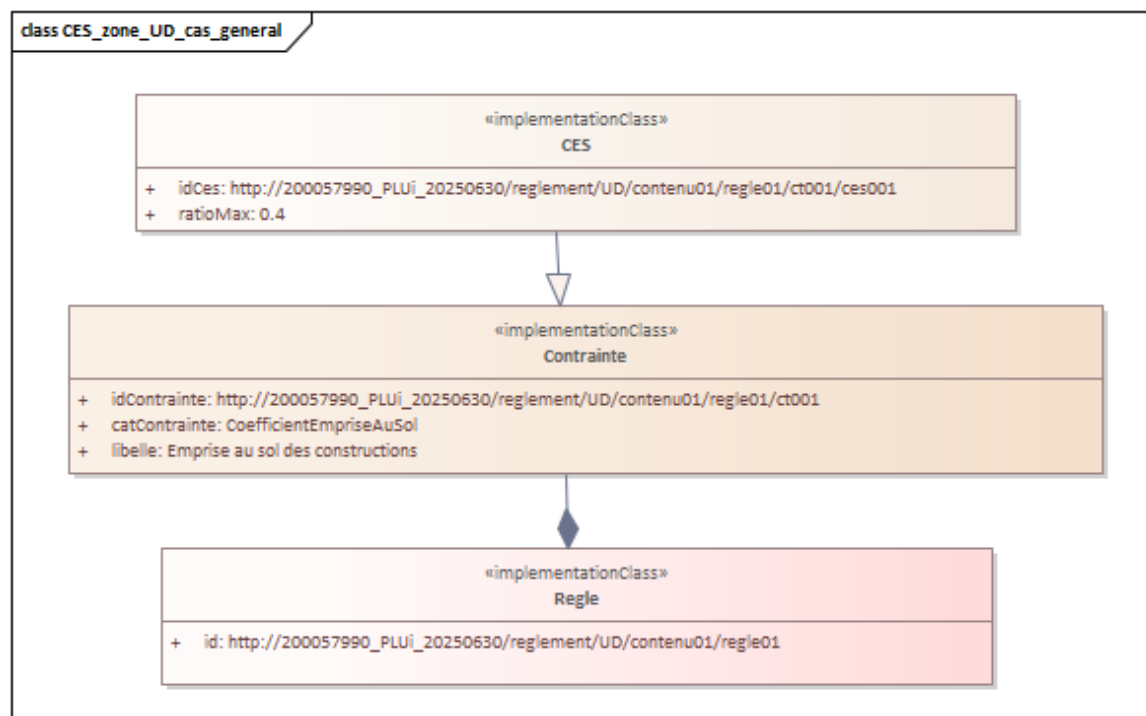 class CES_zone_UD_cas_general
«implementationClass»
CES
+ idCes: http://200057990_PLUi_20250630/reglement/UD/contenu01/regle01/ct001/ces001
+ ratioMax: 0.4
«implementationClass»
Contrainte
+ idContrainte: http://200057990_PLUi_20250630/reglement/UD/contenu01/regle01/ct001
+ catContrainte: CoefficientEmpriseAuSol
+ libelle: Emprise au sol des constructions
«implementationClass»
Regle
+ id: http://200057990_PLUi_20250630/reglement/UD/contenu01/regle01